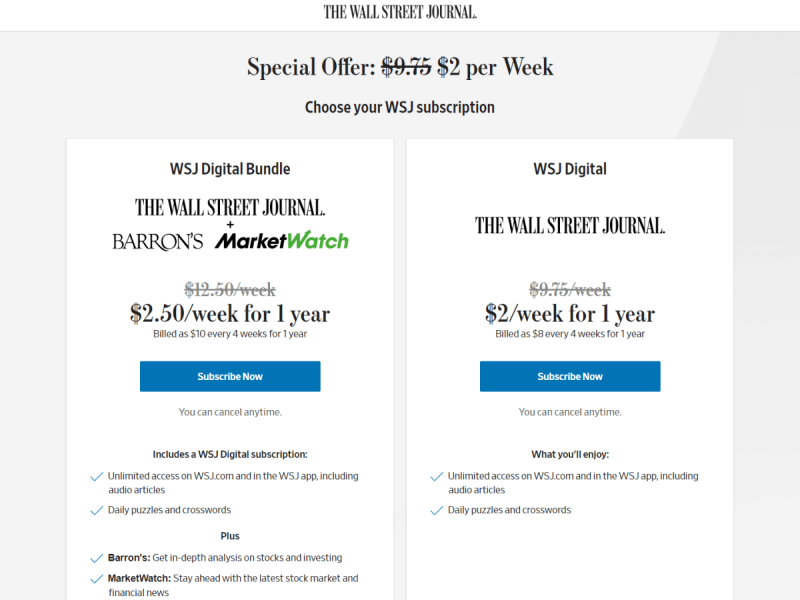 THE WALL STREET JOURNAL.
Special Offer: $9.75 $2 per Week
Choose your WSJ subscription
WSJ Digital Bundle
THE WALL STREET JOURNAL.
+
BARRON'S MarketWatch
$12.50/week
$2.50/week for 1 year
Billed as $10 every 4 weeks for 1 year
Subscribe Now
You can cancel anytime.
Includes a WSJ Digital subscription:
Unlimited access on WSJ.com and in the WSJ app, including
audio articles
Daily puzzles and crosswords
Plus
Barron's: Get in-depth analysis on stocks and investing
MarketWatch: Stay ahead with the latest stock market and
financial news
WSJ Digital
THE WALL STREET JOURNAL.
$9.75/week
$2/week for 1 year
Billed as $8 every 4 weeks for 1 year
Subscribe Now
You can cancel anytime.
What you'll enjoy:
Unlimited access on WSJ.com and in the WSJ app, including
audio articles
Daily puzzles and crosswords